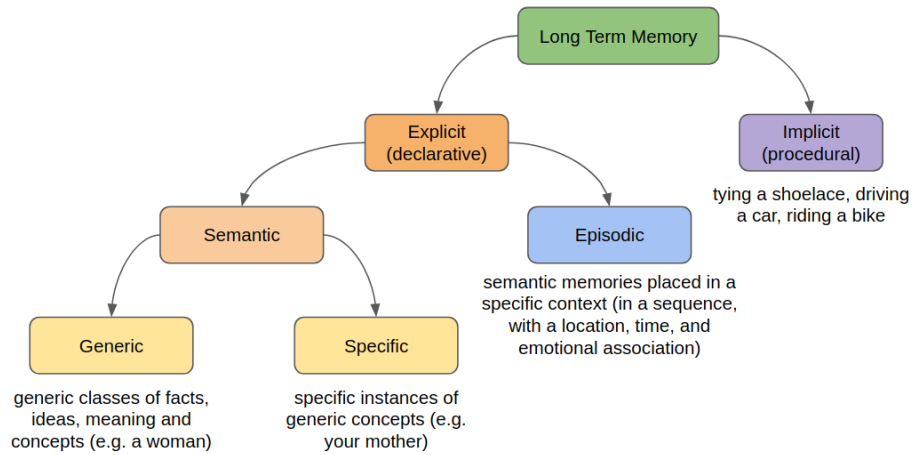 Long Term Memory
Explicit
(declarative)
Implicit
(procedural)
tying a shoelace, driving
a car, riding a bike
Semantic
Episodic
semantic memories placed in a
specific context (in a sequence,
with a location, time, and
emotional association)
Generic
generic classes of facts,
ideas, meaning and
concepts (e.g. a woman)
Specific
specific instances of
generic concepts (e.g.
your mother)